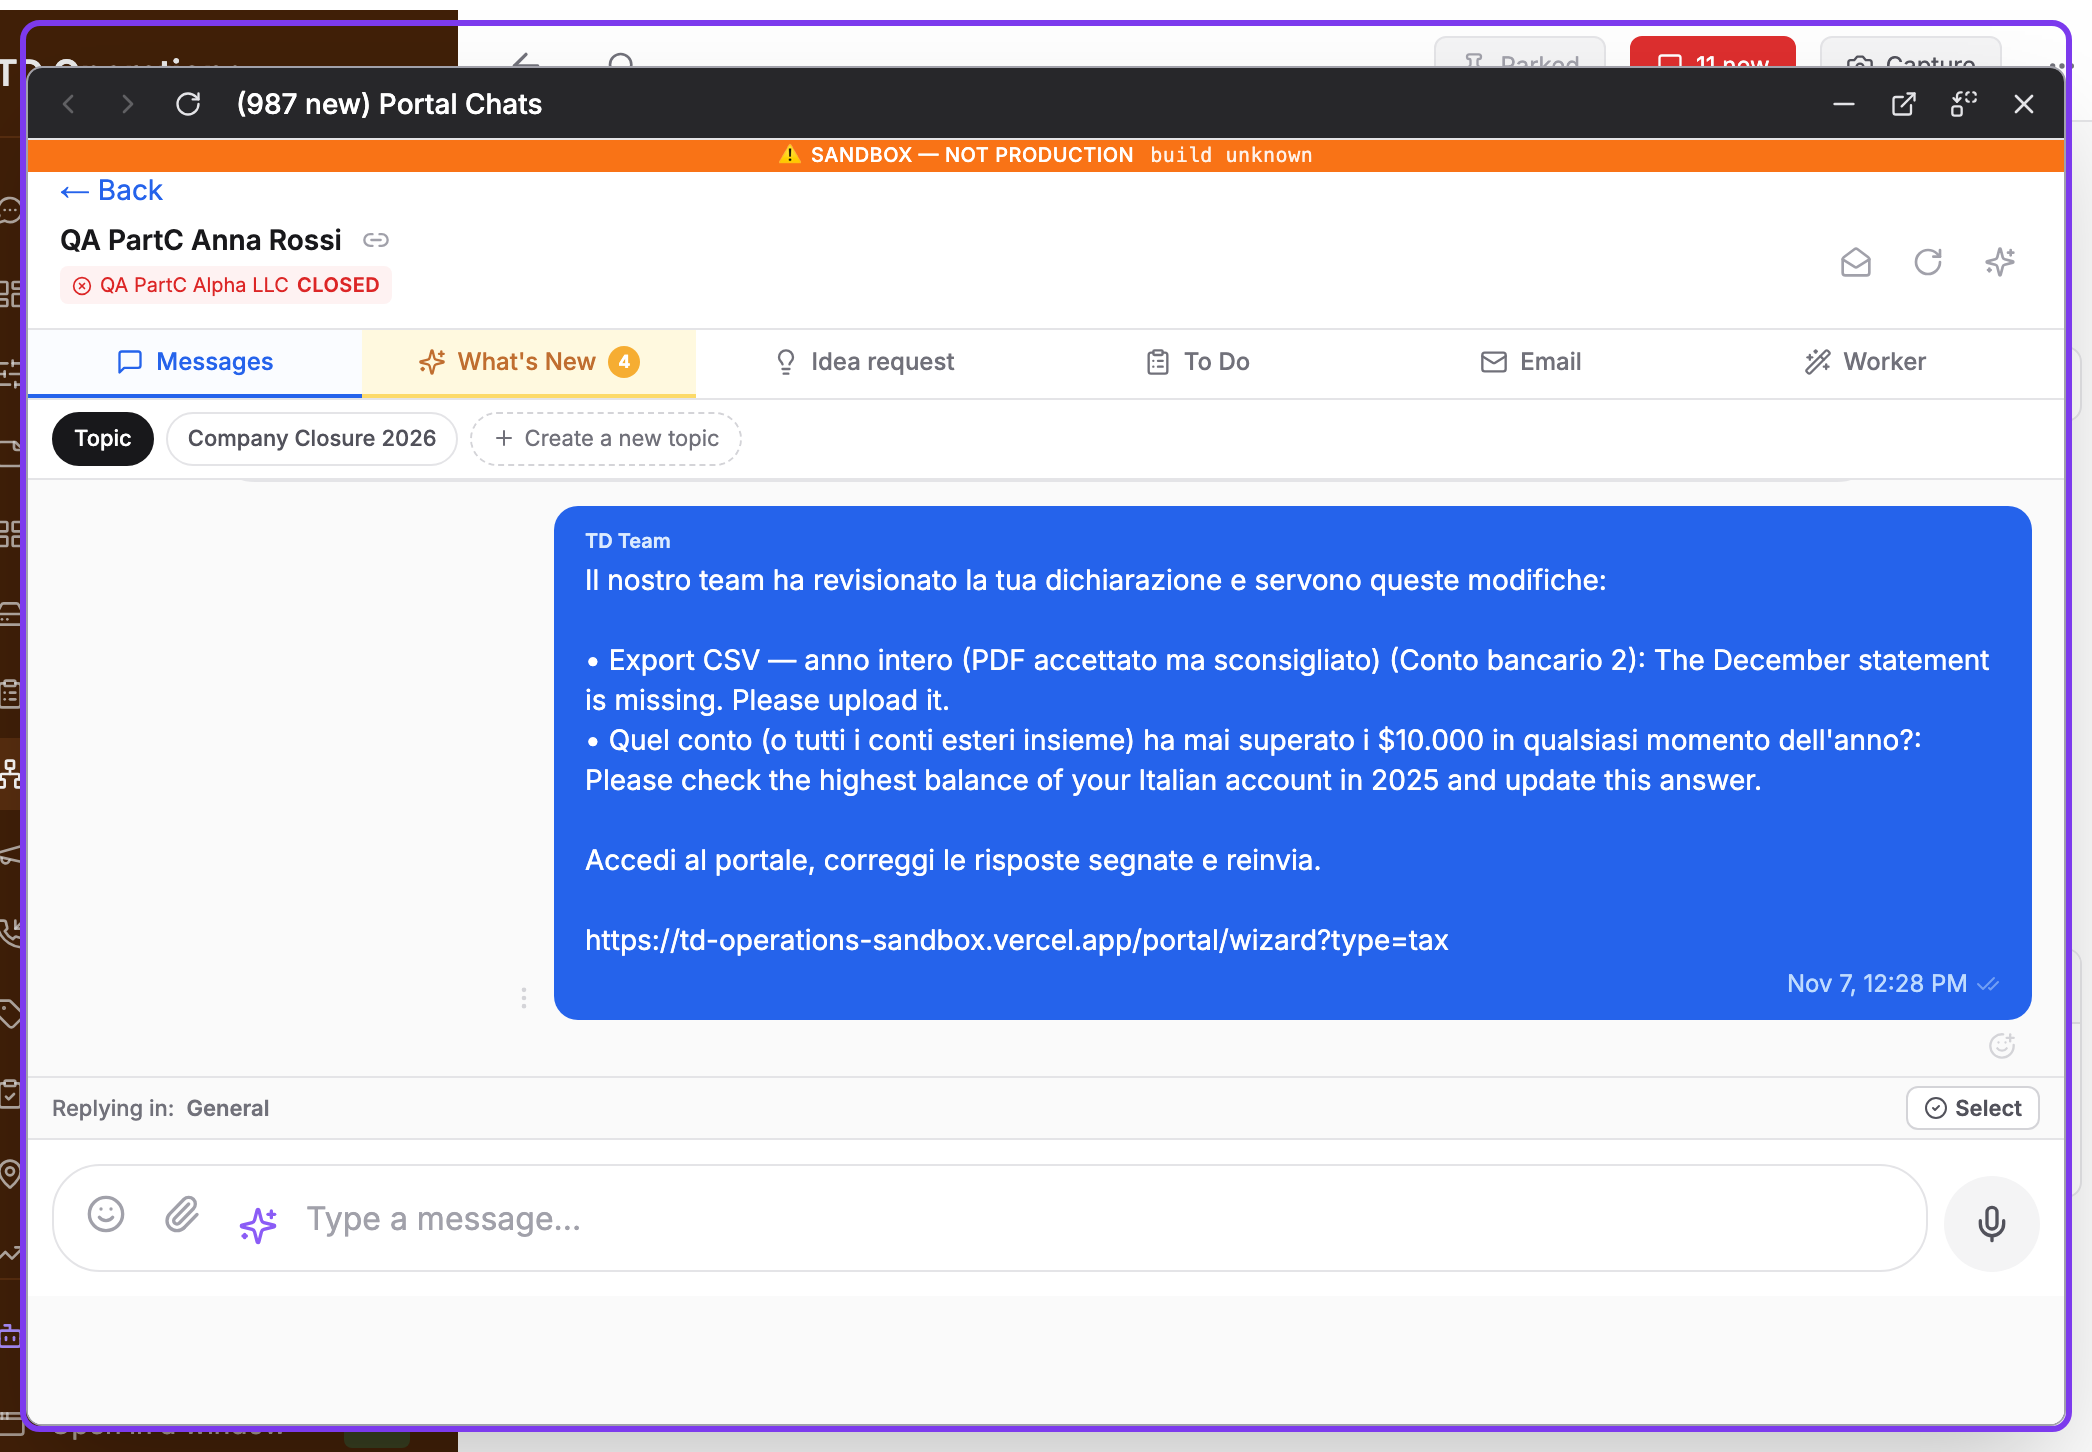 (987 new) Portal Chats
SANDBOX — NOT PRODUCTION build unknown
← Back
QA PartC Anna Rossi
QA PartC Alpha LLC CLOSED
Messages
What's New 4
Idea request
To Do
Email
Worker
Topic
Company Closure 2026
+ Create a new topic
TD Team
Il nostro team ha revisionato la tua dichiarazione e servono queste modifiche:
• Export CSV — anno intero (PDF accettato ma sconsigliato) (Conto bancario 2): The December statement
is missing. Please upload it.
• Quel conto (o tutti i conti esteri insieme) ha mai superato i $10.000 in qualsiasi momento dell'anno?:
Please check the highest balance of your Italian account in 2025 and update this answer.
Accedi al portale, correggi le risposte segnate e reinvia.
https://td-operations-sandbox.vercel.app/portal/wizard?type=tax
Nov 7, 12:28 PM
Replying in: General
Select
Type a message...